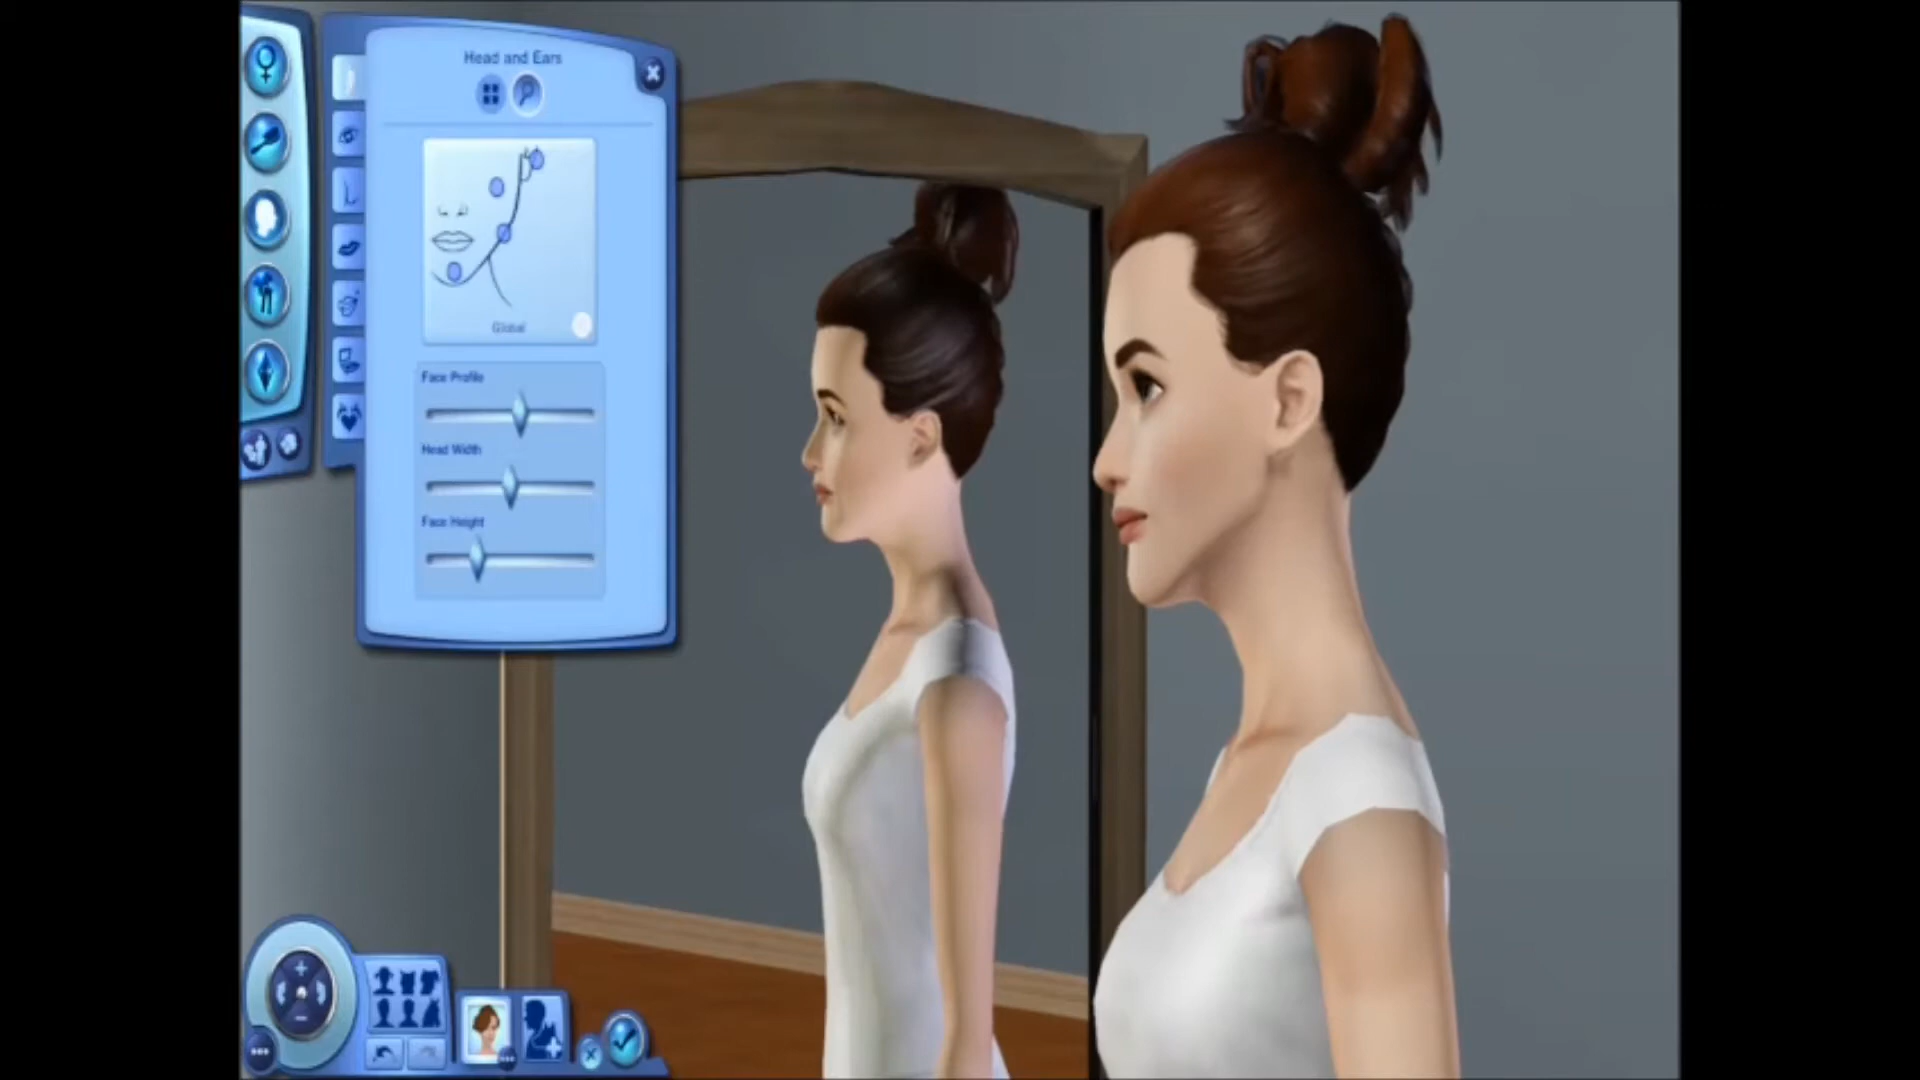 Head and Ears
Global
Face Profile
Head Width
Face Height